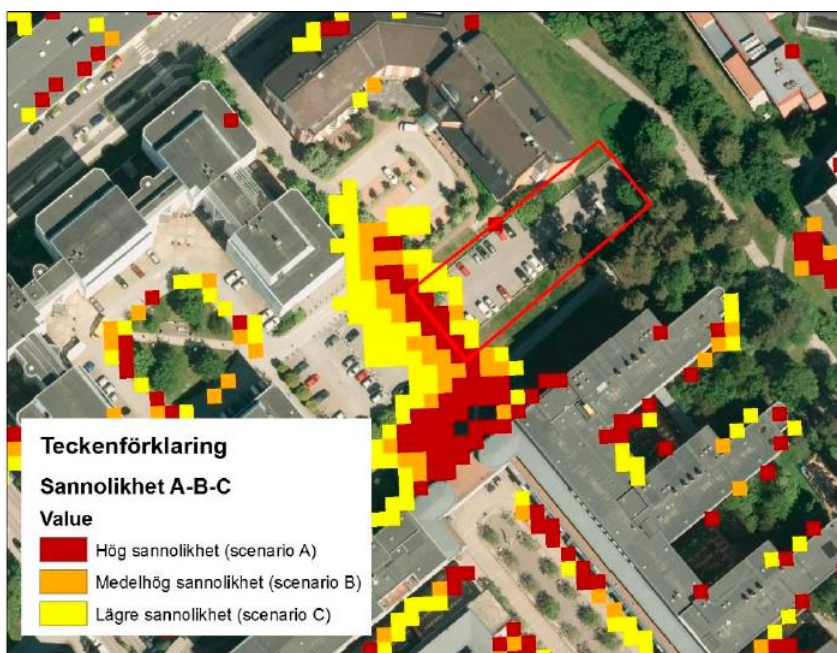 Teckenförklaring
Sannolikhet A-B-C
Value
Hög sannolikhet (scenario A)
Medelhög sannolikhet (scenario B)
Lägre sannolikhet (scenario C)